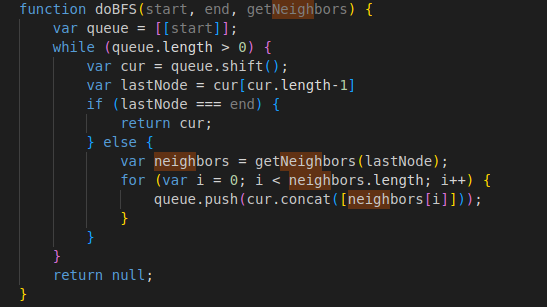 function doBFS(start, end, getNeighbors) {
var queue = [[start]];
while (queue.length > 0) {
var cur = queue.shift();
var lastNode = cur[cur.length-1]
if (lastNode === end) {
return cur;
} else {
var neighbors = getNeighbors(lastNode);
for (var i = 0; i < neighbors.length; i++) {
queue.push(cur.concat([neighbors[i]]));
}
}
}
return null;
}